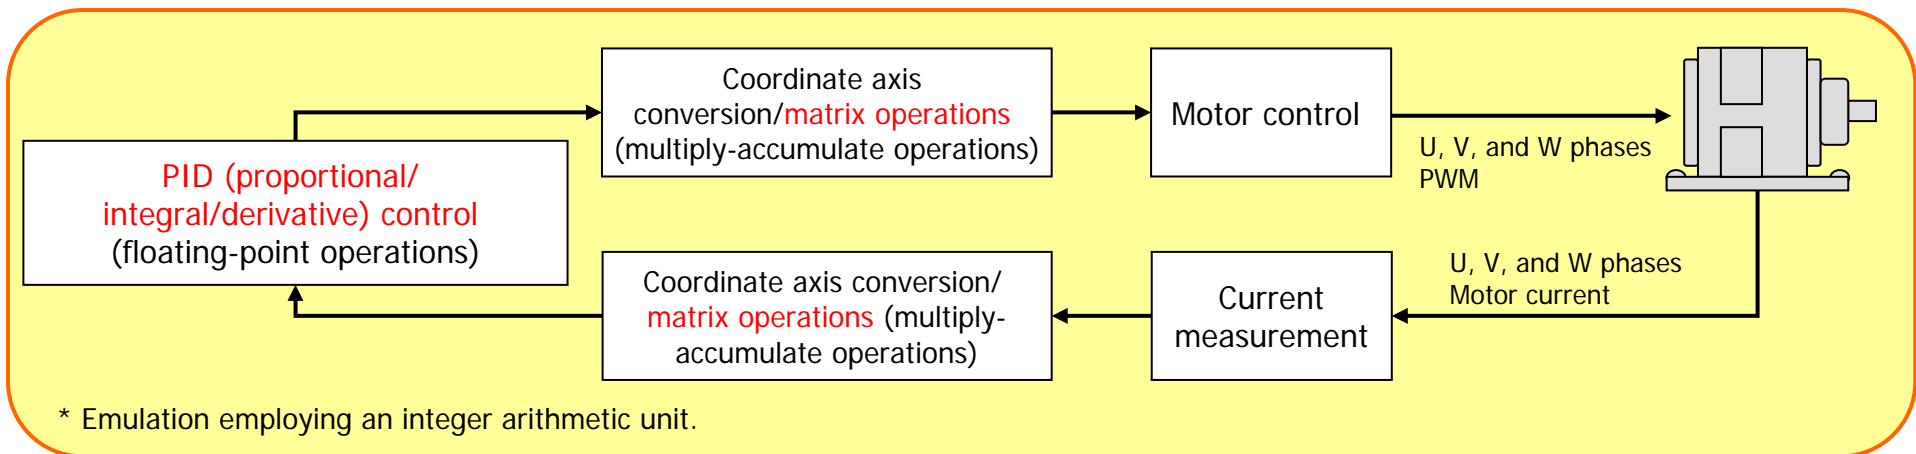 PID (proportional/
integral/derivative) control
(floating-point operations)
Coordinate axis
conversion/matrix operations
(multiply-accumulate operations)
Motor control
U, V, and W phases
PWM
U, V, and W phases
Motor current
Current
measurement
Coordinate axis conversion/
matrix operations (multiply-
accumulate operations)
* Emulation employing an integer arithmetic unit.